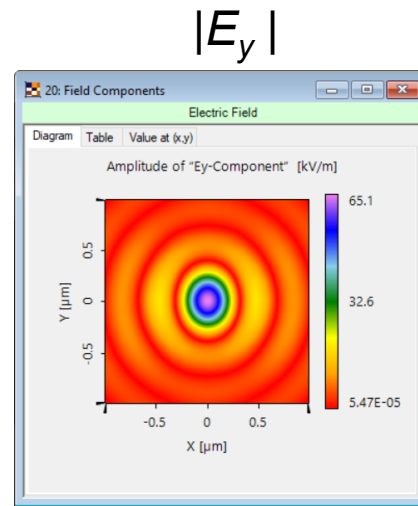 |Ey|
20: Field Components
Electric Field
Diagram Table Value at (x,y)
Amplitude of "Ey-Component" [kV/m]
65.1
32.6
5.47E-05
Y [µm]
0.5
0
-0.5
-0.5 0 0.5
X [µm]